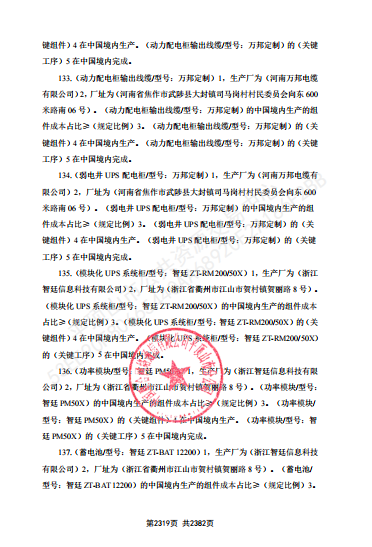 键组件）4 在中国境内生产。（动力配电柜输出线缆/型号：万邦定制）的（关键
工序）5 在中国境内完成。
133.（动力配电柜输出线缆/型号：万邦定制）1，生产厂为（河南万邦电缆
有限公司）2，厂址为（河南省焦作市武陟县大封镇司马岗村村民委员会向东 600
米路南 06 号）。（动力配电柜输出线缆/型号：万邦定制）的中国境内生产的组
件成本占比≥（规定比例）3。（动力配电柜输出线缆/型号：万邦定制）的（关
键组件）4 在中国境内生产。（动力配电柜输出线缆/型号：万邦定制）的（关键
工序）5 在中国境内完成。
134.（弱电井 UPS 配电柜/型号：万邦定制）1，生产厂为（河南万邦电缆有
限公司）2，厂址为（河南省焦作市武陟县大封镇司马岗村村民委员会向东 600
米路南 06 号）。（弱电井 UPS 配电柜/型号：万邦定制）的中国境内生产的组
件成本占比≥（规定比例）3。（弱电井 UPS 配电柜/型号：万邦定制）的（关
键组件）4 在中国境内生产。（弱电井 UPS 配电柜/型号：万邦定制）的（关键
工序）5 在中国境内完成。
135.（模块化 UPS 系统柜/型号：智廷 ZT-RM200/50X）1，生产厂为（浙江
智廷信息科技有限公司）2，厂址为（浙江省衢州市江山市贺村镇贺丽路 8 号）。
（模块化 UPS 系统柜/型号：智廷 ZT-RM200/50X）的中国境内生产的组件成本
占比≥（规定比例）3。（模块化 UPS 系统柜/型号：智廷 ZT-RM200/50X）的（关
键组件）4 在中国境内生产。（模块化 UPS 系统柜/型号：智廷 ZT-RM200/50X）
的（关键工序）5 在中国境内完成。
136.（功率模块/型号：智廷 PM50X）1，生产厂为（浙江智廷信息科技有限公
司）2，厂址为（浙江省衢州市江山市贺村镇贺丽路 8 号）。（功率模块/型号：
智廷 PM50X）的中国境内生产的组件成本占比≥（规定比例）3。（功率模块/
型号：智廷 PM50X）的（关键组件）4 在中国境内生产。（功率模块/型号：智
廷 PM50X）的（关键工序）5 在中国境内完成。
137.（蓄电池/型号：智廷 ZT-BAT 12200）1，生产厂为（浙江智廷信息科技
有限公司）2，厂址为（浙江省衢州市江山市贺村镇贺丽路 8 号）。（蓄电池/
型号：智廷 ZT-BAT 12200）的中国境内生产的组件成本占比≥（规定比例）3。
第2319页 共2382页